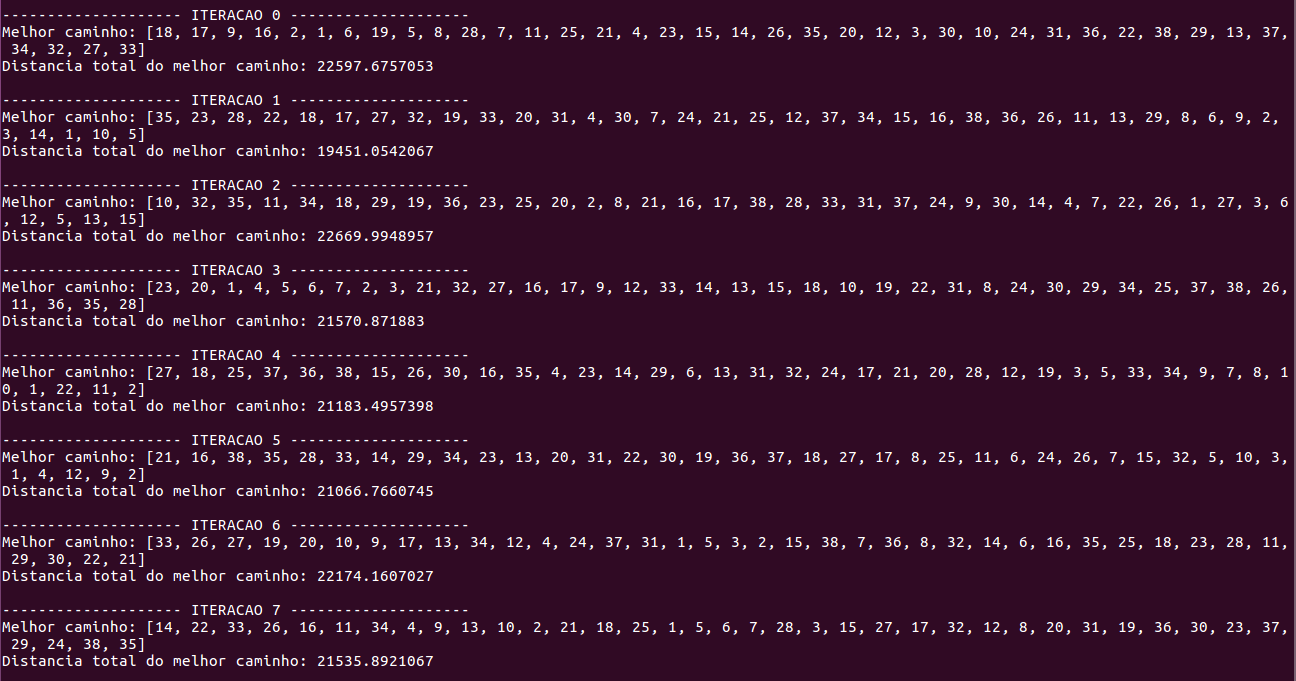 -------------------- ITERACAO 0 --------------------
Melhor caminho: [18, 17, 9, 16, 2, 1, 6, 19, 5, 8, 28, 7, 11, 25, 21, 4, 23, 15, 14, 26, 35, 20, 12, 3, 30, 10, 24, 31, 36, 22, 38, 29, 13, 37,
 34, 32, 27, 33]
Distancia total do melhor caminho: 22597.6757053

-------------------- ITERACAO 1 --------------------
Melhor caminho: [35, 23, 28, 22, 18, 17, 27, 32, 19, 33, 20, 31, 4, 30, 7, 24, 21, 25, 12, 37, 34, 15, 16, 38, 36, 26, 11, 13, 29, 8, 6, 9, 2,
3, 14, 1, 10, 5]
Distancia total do melhor caminho: 19451.0542067

-------------------- ITERACAO 2 --------------------
Melhor caminho: [10, 32, 35, 11, 34, 18, 29, 19, 36, 23, 25, 20, 2, 8, 21, 16, 17, 38, 28, 33, 31, 37, 24, 9, 30, 14, 4, 7, 22, 26, 1, 27, 3, 6
, 12, 5, 13, 15]
Distancia total do melhor caminho: 22669.9948957

-------------------- ITERACAO 3 --------------------
Melhor caminho: [23, 20, 1, 4, 5, 6, 7, 2, 3, 21, 32, 27, 16, 17, 9, 12, 33, 14, 13, 15, 18, 10, 19, 22, 31, 8, 24, 30, 29, 34, 25, 37, 38, 26,
 11, 36, 35, 28]
Distancia total do melhor caminho: 21570.871883

-------------------- ITERACAO 4 --------------------
Melhor caminho: [27, 18, 25, 37, 36, 38, 15, 26, 30, 16, 35, 4, 23, 14, 29, 6, 13, 31, 32, 24, 17, 21, 20, 28, 12, 19, 3, 5, 33, 34, 9, 7, 8, 1
0, 1, 22, 11, 2]
Distancia total do melhor caminho: 21183.4957398

-------------------- ITERACAO 5 --------------------
Melhor caminho: [21, 16, 38, 35, 28, 33, 14, 29, 34, 23, 13, 20, 31, 22, 30, 19, 36, 37, 18, 27, 17, 8, 25, 11, 6, 24, 26, 7, 15, 32, 5, 10, 3,
 1, 4, 12, 9, 2]
Distancia total do melhor caminho: 21066.7660745

-------------------- ITERACAO 6 --------------------
Melhor caminho: [33, 26, 27, 19, 20, 10, 9, 17, 13, 34, 12, 4, 24, 37, 31, 1, 5, 3, 2, 15, 38, 7, 36, 8, 32, 14, 6, 16, 35, 25, 18, 23, 28, 11,
 29, 30, 22, 21]
Distancia total do melhor caminho: 22174.1607027

-------------------- ITERACAO 7 --------------------
Melhor caminho: [14, 22, 33, 26, 16, 11, 34, 4, 9, 13, 10, 2, 21, 18, 25, 1, 5, 6, 7, 28, 3, 15, 27, 17, 32, 12, 8, 20, 31, 19, 36, 30, 23, 37,
 29, 24, 38, 35]
Distancia total do melhor caminho: 21535.8921067